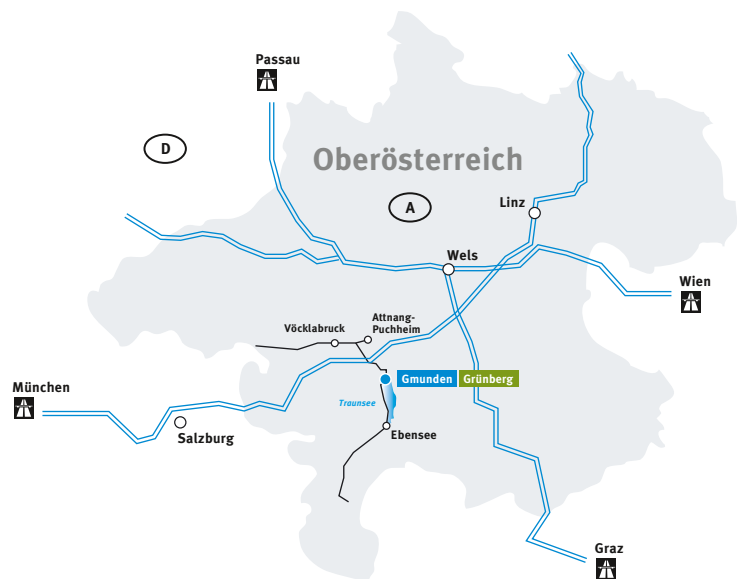 Passau
D
Oberösterreich
A
Linz
Wels
Wien
Attnang-
Puchheim
Vöcklabruck
Gmunden Grünberg
München
Traunsee
Salzburg
Ebensee
Graz